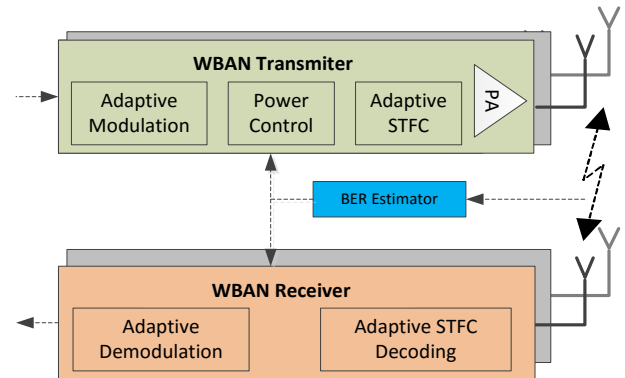 WBAN Transmiter
Adaptive
Modulation
Power
Control
Adaptive
STFC
PA
BER Estimator
WBAN Receiver
Adaptive
Demodulation
Adaptive STFC
Decoding